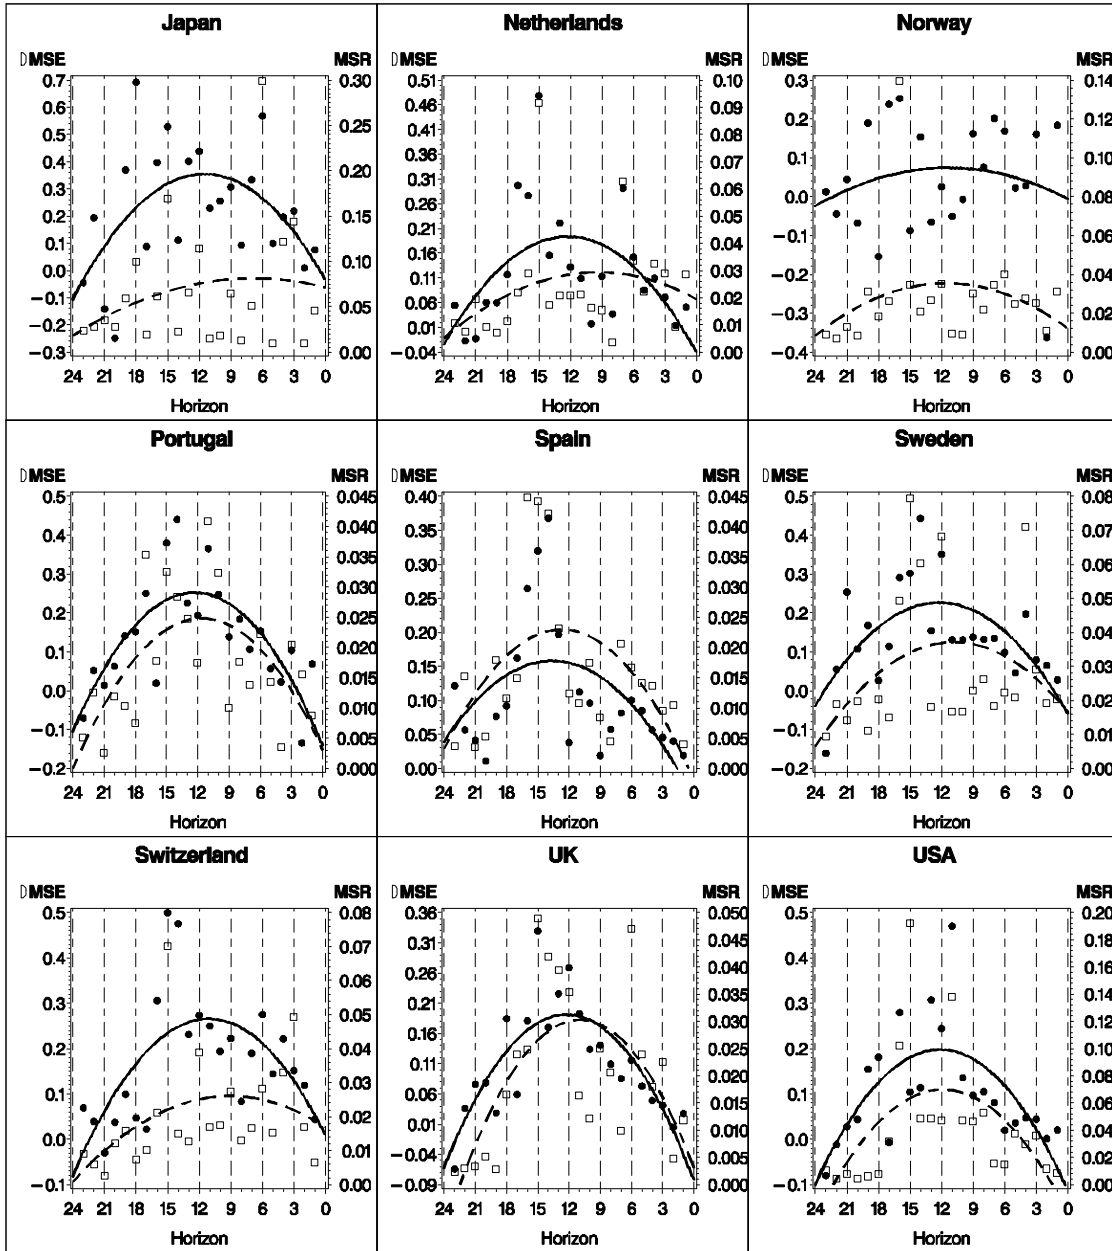 Japan
DMSE MSR
0.7 0.30
0.6
0.5 0.25
0.4 0.20
0.3
0.2 0.15
0.1
0.0 0.10
−0.1 0.05
−0.2
−0.3 0.00
24 21 18 15 12 9 6 3 0
Horizon
Netherlands
DMSE MSR
0.51 0.10
0.46 0.09
0.41 0.08
0.36 0.07
0.31 0.06
0.26 0.05
0.21 0.04
0.16 0.03
0.11 0.02
0.06 0.01
0.01 0.00
−0.04
24 21 18 15 12 9 6 3 0
Horizon
Norway
DMSE MSR
0.3 0.14
0.2 0.12
0.1 0.10
0.0 0.08
−0.1 0.06
−0.2 0.04
−0.3 0.02
−0.4 0.00
24 21 18 15 12 9 6 3 0
Horizon
Portugal
DMSE MSR
0.5 0.045
0.4 0.040
0.3 0.035
0.2 0.030
0.1 0.025
0.0 0.020
−0.1 0.015
−0.2 0.010
0.005
0.000
24 21 18 15 12 9 6 3 0
Horizon
Spain
DMSE MSR
0.40 0.045
0.35 0.040
0.30 0.035
0.25 0.030
0.20 0.025
0.15 0.020
0.10 0.015
0.05 0.010
0.00 0.005
0.000
24 21 18 15 12 9 6 3 0
Horizon
Sweden
DMSE MSR
0.5 0.08
0.4 0.07
0.3 0.06
0.2 0.05
0.1 0.04
0.0 0.03
−0.1 0.02
−0.2 0.01
0.00
24 21 18 15 12 9 6 3 0
Horizon
Switzerland
DMSE MSR
0.5 0.08
0.4 0.07
0.3 0.06
0.2 0.05
0.1 0.04
0.0 0.03
−0.1 0.02
0.01
0.00
24 21 18 15 12 9 6 3 0
Horizon
UK
DMSE MSR
0.36 0.050
0.31 0.045
0.26 0.040
0.21 0.035
0.16 0.030
0.11 0.025
0.06 0.020
0.01 0.015
−0.04 0.010
−0.09 0.005
0.000
24 21 18 15 12 9 6 3 0
Horizon
USA
DMSE MSR
0.5 0.20
0.4 0.18
0.3 0.16
0.2 0.14
0.1 0.12
0.0 0.10
−0.1 0.08
0.06
0.04
0.02
0.00
24 21 18 15 12 9 6 3 0
Horizon